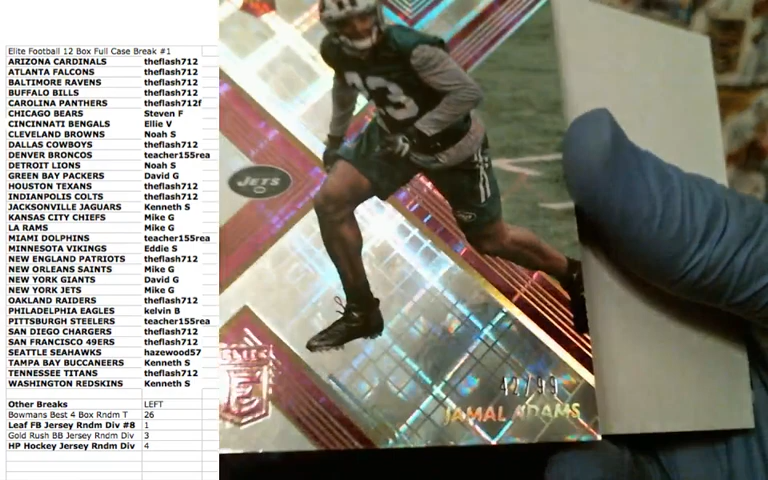 Elite Football 12 Box Full Case Break #1
ARIZONA CARDINALS theflash712
ATLANTA FALCONS theflash712
BALTIMORE RAVENS theflash712
BUFFALO BILLS theflash712
CAROLINA PANTHERS theflash712f
CHICAGO BEARS Steven F
CINCINNATI BENGALS Ellie V
CLEVELAND BROWNS Noah S
DALLAS COWBOYS theflash712
DENVER BRONCOS teacher155rea
DETROIT LIONS Noah S
GREEN BAY PACKERS David G
HOUSTON TEXANS theflash712
INDIANPOLIS COLTS theflash712
JACKSONVILLE JAGUARS Kenneth S
KANSAS CITY CHIEFS Mike G
LA RAMS Mike G
MIAMI DOLPHINS teacher155rea
MINNESOTA VIKINGS Eddie S
NEW ENGLAND PATRIOTS theflash712
NEW ORLEANS SAINTS Mike G
NEW YORK GIANTS David G
NEW YORK JETS Mike G
OAKLAND RAIDERS theflash712
PHILADELPHIA EAGLES kelvin B
PITTSBURGH STEELERS teacher155rea
SAN DIEGO CHARGERS theflash712
SAN FRANCISCO 49ERS theflash712
SEATTLE SEAHAWKS hazewood57
TAMPA BAY BUCCANEERS Kenneth S
TENNESSEE TITANS theflash712
WASHINGTON REDSKINS Kenneth S
Other Breaks LEFT
Bowmans Best 4 Box Rndm T 26
Leaf FB Jersey Rndm Div #8 1
Gold Rush BB Jersey Rndm Div 3
HP Hockey Jersey Rndm Div 4
33
JETS
ELITE
42/99
JAMAL ADAMS